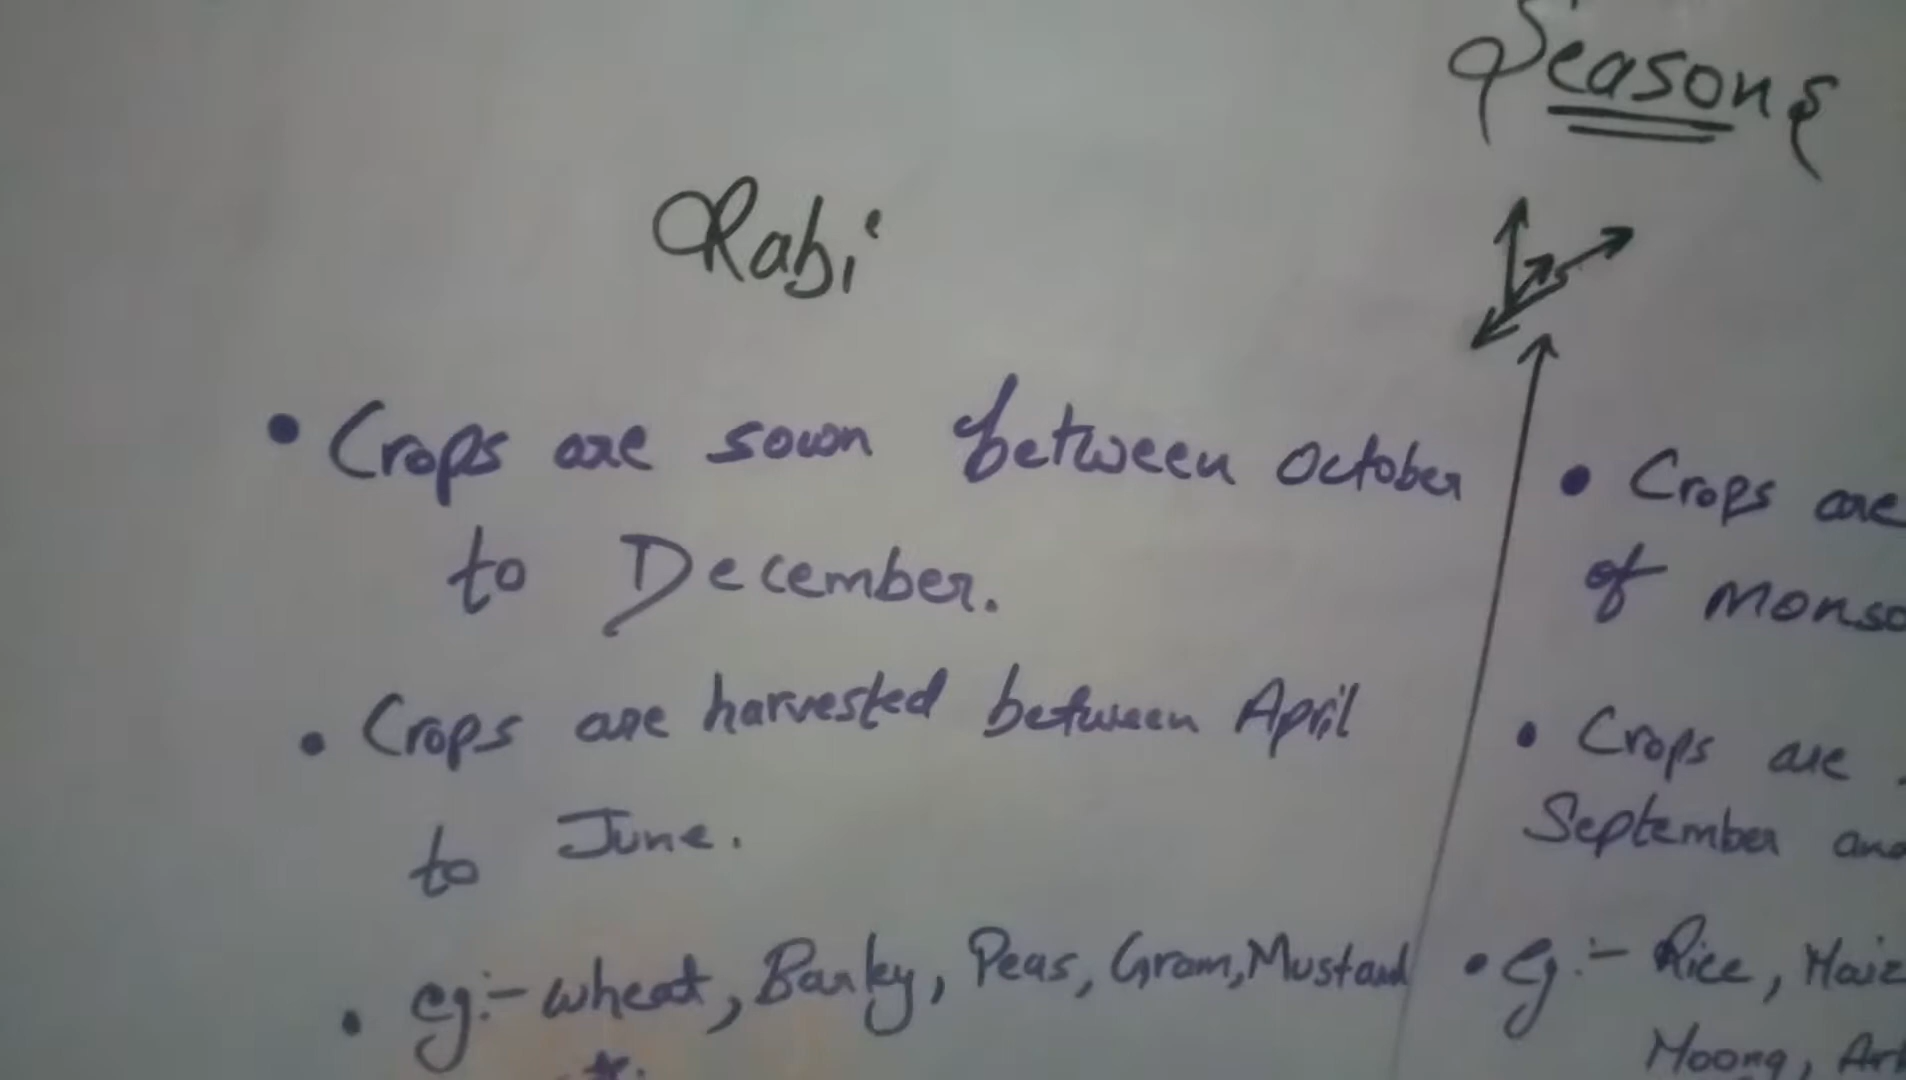 Seasons
Rabi
• Crops are sown between October
to December.
• Crops are harvested between April
to June.
• eg:- wheat, Barley, Peas, Gram, Mustard
• Crops are
of monso
• Crops are
September and
• eg:- Rice, Maiz
Moong, Arh